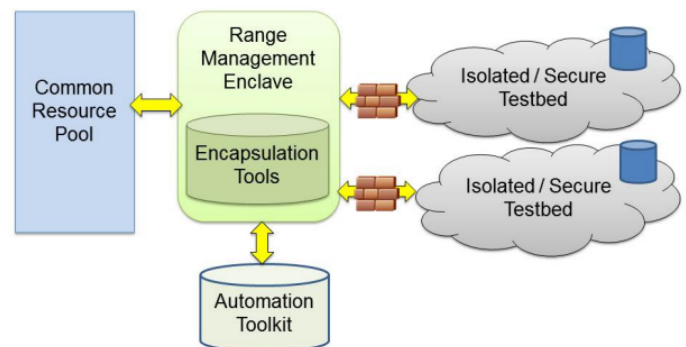 Common
Resource
Pool
Range
Management
Enclave
Encapsulation
Tools
Automation
Toolkit
Isolated / Secure
Testbed
Isolated / Secure
Testbed